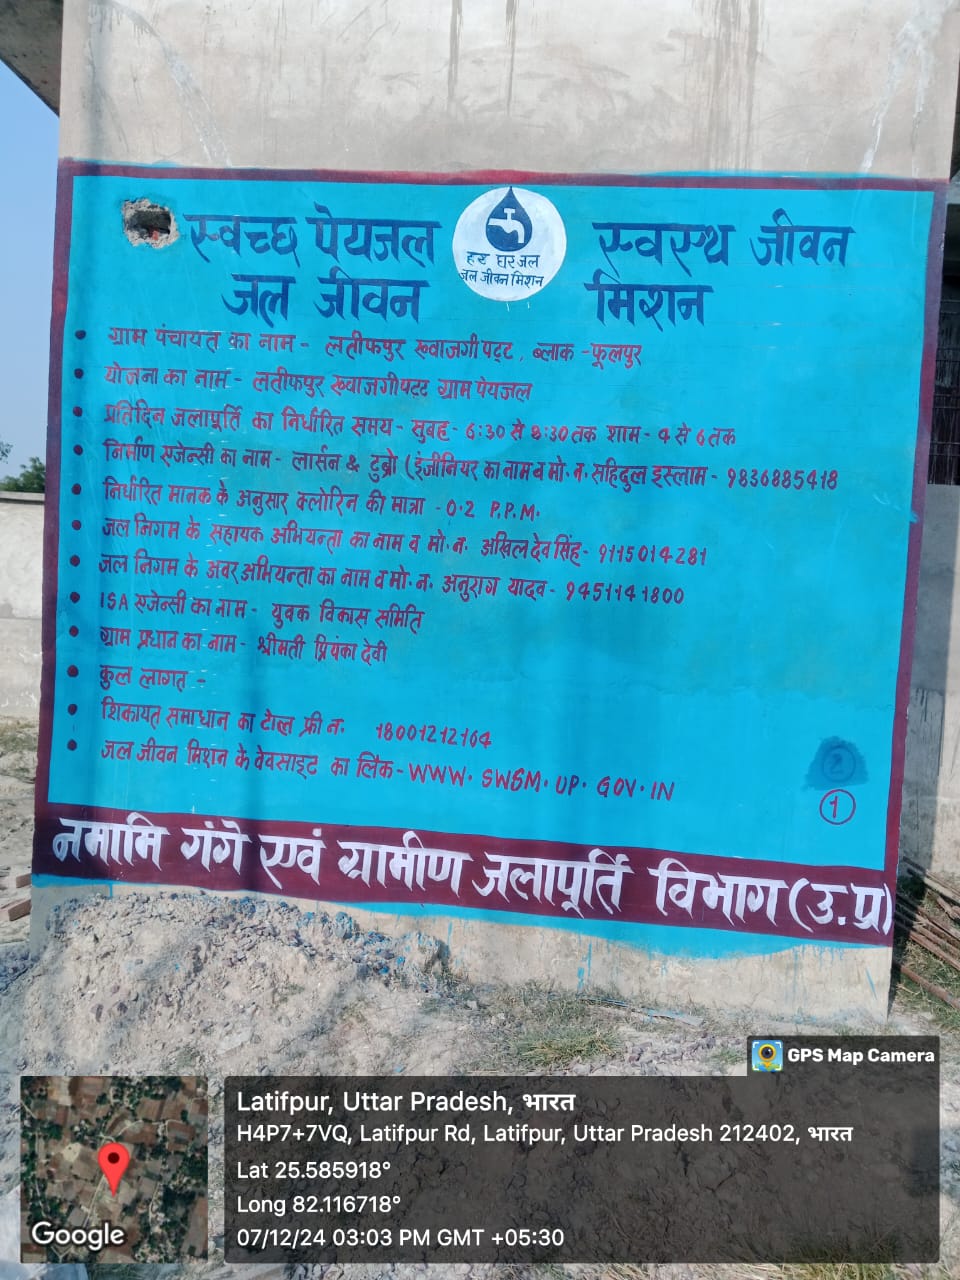 स्वच्छ पेयजल स्वस्थ जीवन
हर घर जल
जल जीवन मिशन
जल जीवन मिशन
• ग्राम पंचायत का नाम - लतीफपुर ख्वाजगीपट्ट, ब्लाक - फूलपुर
• योजना का नाम - लतीफपुर ख्वाजगीपट्ट ग्राम पेयजल
• प्रतिदिन जलापूर्ति का निर्धारित समय - सुबह - 6:30 से 8:30 तक शाम - 4 से 6 तक
• निर्माण एजेन्सी का नाम - लार्सन & टुब्रो (इंजीनियर का नाम व मो. न. सहिदुल इस्लाम - 9836885418
• निर्धारित मानक के अनुसार क्लोरिन की मात्रा - 0.2 P.P.M.
• जल निगम के सहायक अभियन्ता का नाम व मो. न. अखिल देव सिंह - 9115014281
• जल निगम के अवर अभियन्ता का नाम व मो. न. अनुराग यादव - 9451141800
• ISA एजेन्सी का नाम - युवक विकास समिति
• ग्राम प्रधान का नाम - श्रीमती प्रियंका देवी
• कुल लागत -
• शिकायत समाधान का टोल फ्री न. 18001212164
• जल जीवन मिशन के वेवसाइट का लिंक - WWW. SWSM. UP. GOV. IN
2
1
नमामि गंगे एवं ग्रामीण जलापूर्ति विभाग (उ.प्र)
GPS Map Camera
Latifpur, Uttar Pradesh, भारत
H4P7+7VQ, Latifpur Rd, Latifpur, Uttar Pradesh 212402, भारत
Lat 25.585918°
Long 82.116718°
07/12/24 03:03 PM GMT +05:30
Google